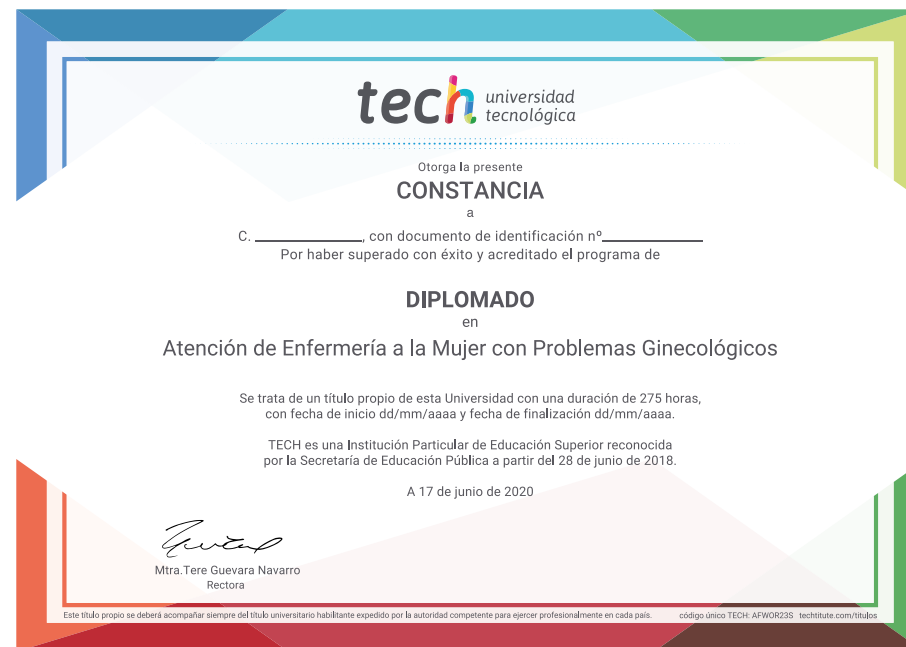 tech universidad
tecnológica
Otorga la presente
CONSTANCIA
a
C. ____________, con documento de identificación nº____________
Por haber superado con éxito y acreditado el programa de
DIPLOMADO
en
Atención de Enfermería a la Mujer con Problemas Ginecológicos
Se trata de un título propio de esta Universidad con una duración de 275 horas,
con fecha de inicio dd/mm/aaaa y fecha de finalización dd/mm/aaaa.
TECH es una Institución Particular de Educación Superior reconocida
por la Secretaría de Educación Pública a partir del 28 de junio de 2018.
A 17 de junio de 2020
Mtra.Tere Guevara Navarro
Rectora
Este título propio se deberá acompañar siempre del título universitario habilitante expedido por la autoridad competente para ejercer profesionalmente en cada país. código único TECH: AFWOR23S techtitute.com/titulos